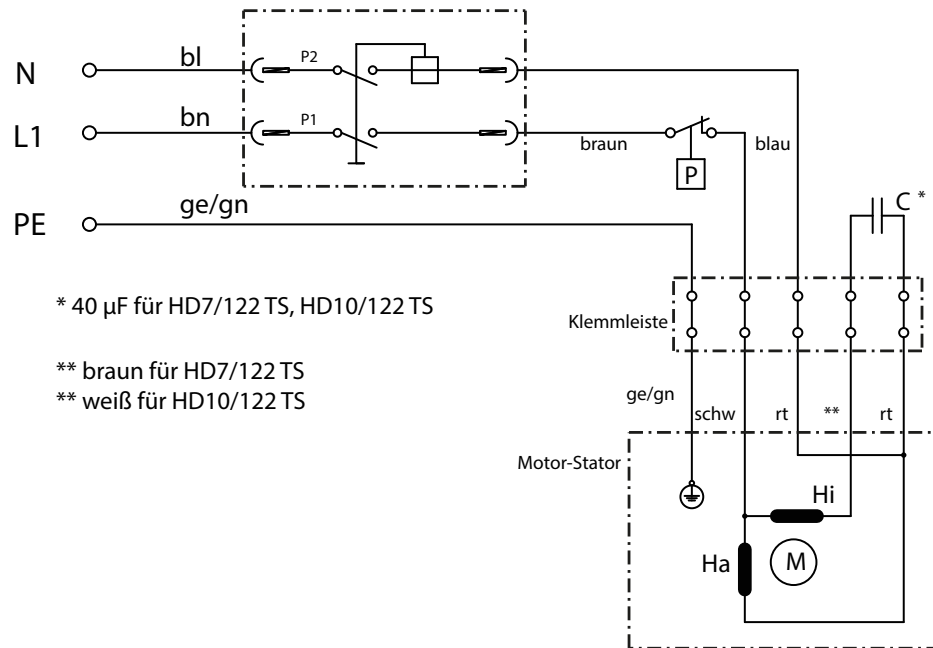 N
bl
P2
L1
bn
P1
braun
blau
P
PE
ge/gn
C *
* 40 µF für HD7/122 TS, HD10/122 TS
Klemmleiste
** braun für HD7/122 TS
** weiß für HD10/122 TS
ge/gn
schw
rt
**
rt
Motor-Stator
Hi
Ha
M